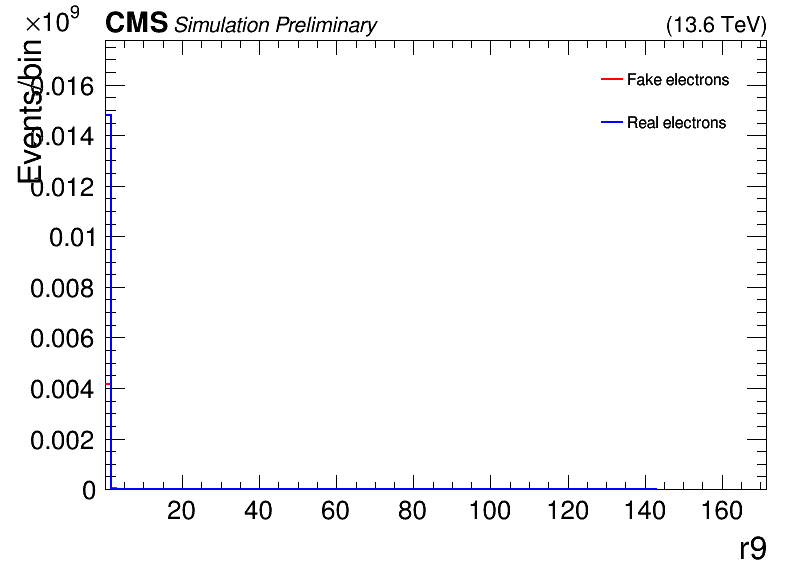 ×10⁹
CMS Simulation Preliminary (13.6 TeV)
Events/bin
0.016
0.014
0.012
0.01
0.008
0.006
0.004
0.002
0
Fake electrons
Real electrons
20 40 60 80 100 120 140 160
r9